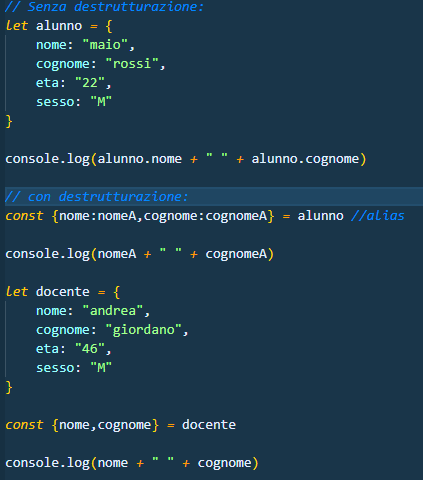 // Senza destrutturazione:
let alunno = {
    nome: "maio",
    cognome: "rossi",
    eta: "22",
    sesso: "M"
}
console.log(alunno.nome + " " + alunno.cognome)
// con destrutturazione:
const {nome:nomeA,cognome:cognomeA} = alunno //alias
console.log(nomeA + " " + cognomeA)
let docente = {
    nome: "andrea",
    cognome: "giordano",
    eta: "46",
    sesso: "M"
}
const {nome,cognome} = docente
console.log(nome + " " + cognome)